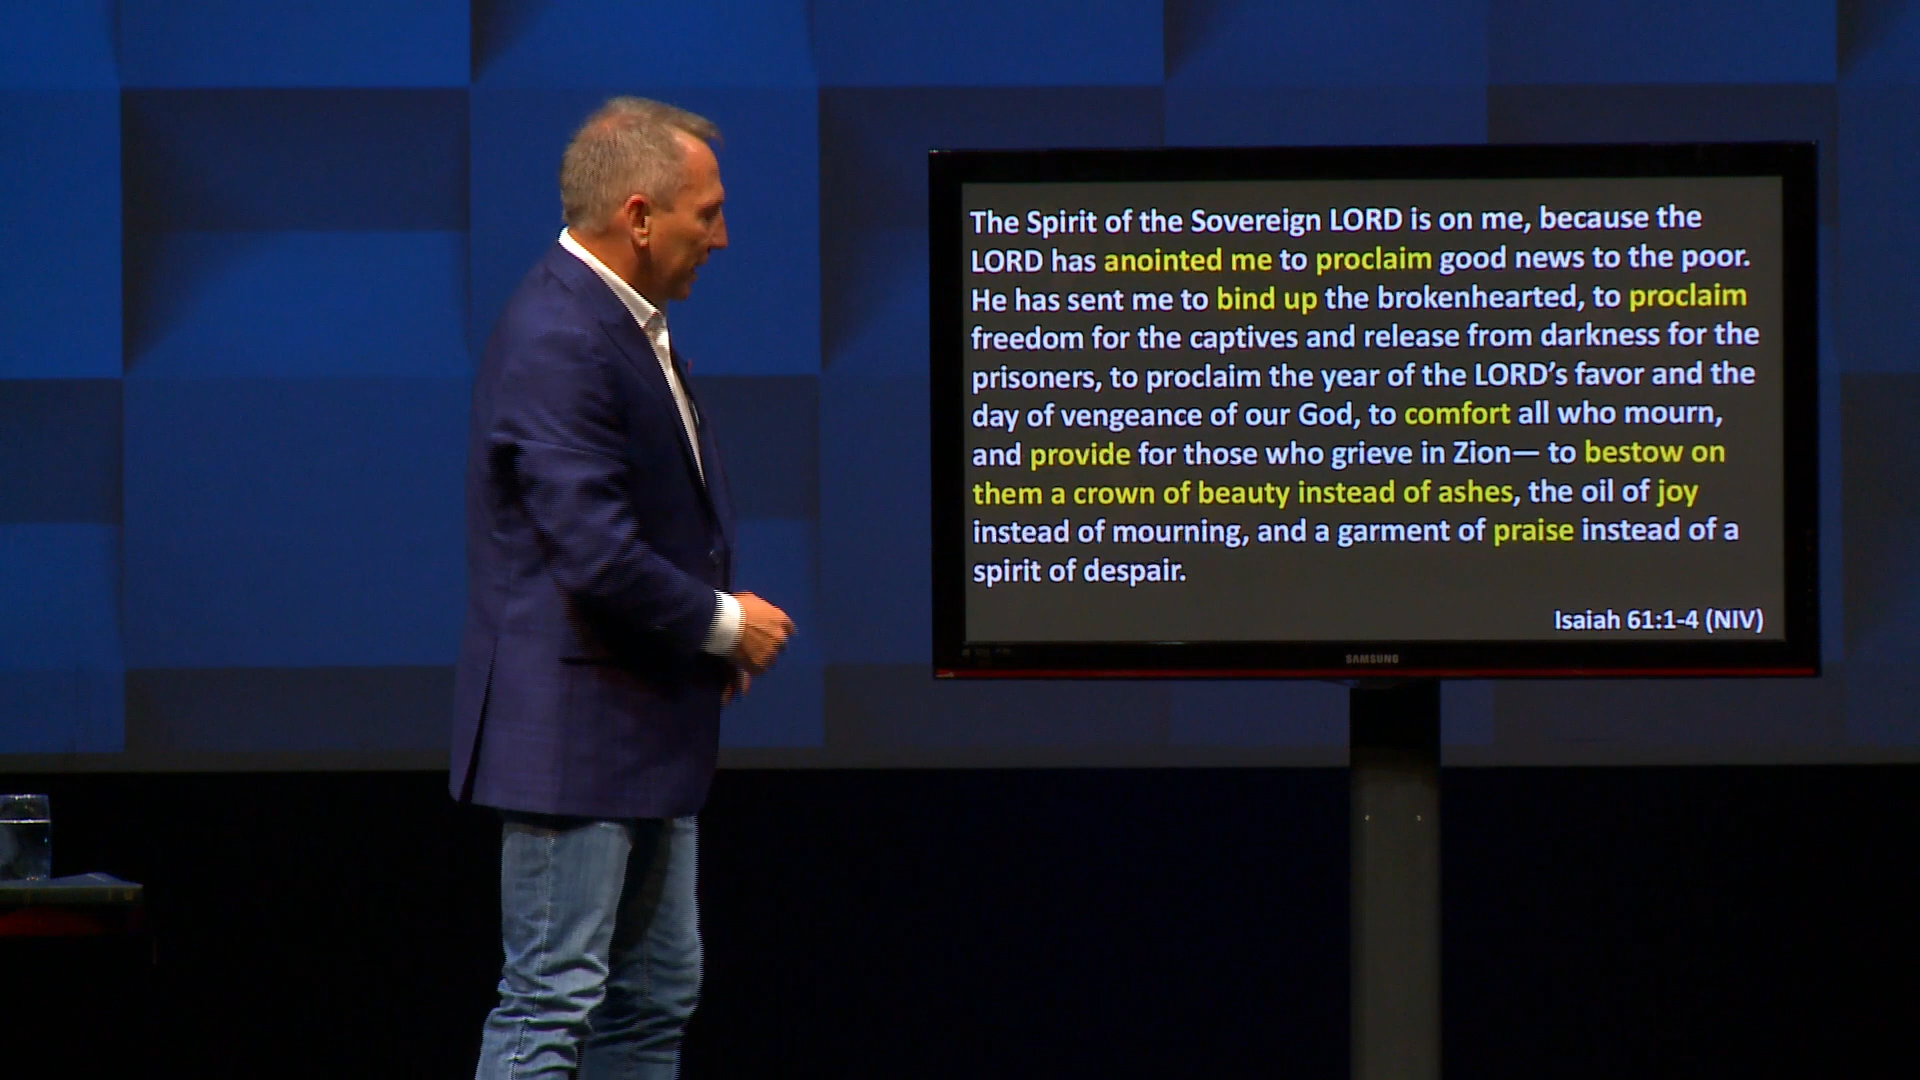 The Spirit of the Sovereign LORD is on me, because the
LORD has anointed me to proclaim good news to the poor.
He has sent me to bind up the brokenhearted, to proclaim
freedom for the captives and release from darkness for the
prisoners, to proclaim the year of the LORD’s favor and the
day of vengeance of our God, to comfort all who mourn,
and provide for those who grieve in Zion— to bestow on
them a crown of beauty instead of ashes, the oil of joy
instead of mourning, and a garment of praise instead of a
spirit of despair.
Isaiah 61:1-4 (NIV)
SAMSUNG